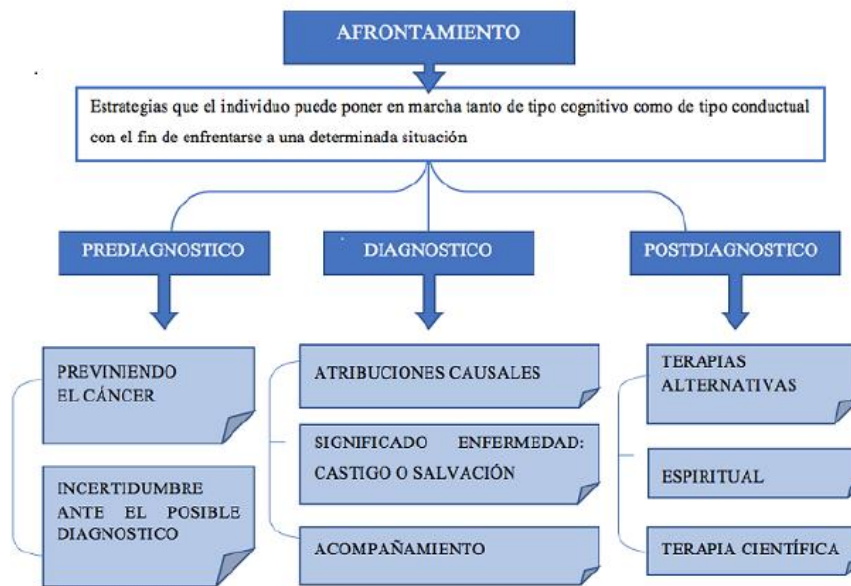 AFRONTAMIENTO
Estrategias que el individuo puede poner en marcha tanto de tipo cognitivo como de tipo conductual
con el fin de enfrentarse a una determinada situación
PREDIAGNOSTICO
DIAGNOSTICO
POSTDIAGNOSTICO
PREVINIENDO
EL CÁNCER
INCERTIDUMBRE
ANTE EL POSIBLE
DIAGNOSTICO
ATRIBUCIONES CAUSALES
SIGNIFICADO ENFERMEDAD:
CASTIGO O SALVACIÓN
ACOMPAÑAMIENTO
TERAPIAS
ALTERNATIVAS
ESPIRITUAL
TERAPIA CIENTÍFICA